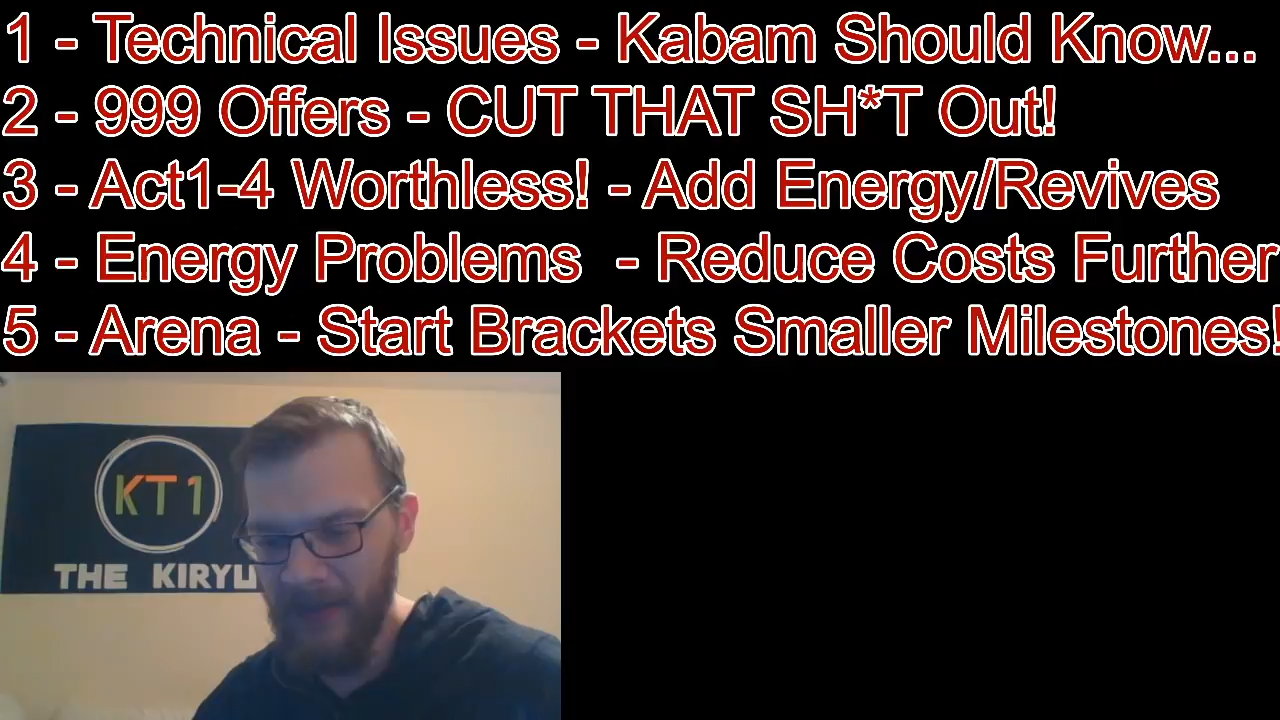 1 - Technical Issues - Kabam Should Know...
2 - 999 Offers - CUT THAT SH*T Out!
3 - Act1-4 Worthless! - Add Energy/Revives
4 - Energy Problems  - Reduce Costs Further
5 - Arena - Start Brackets Smaller Milestones!
KT1
THE KIRYU